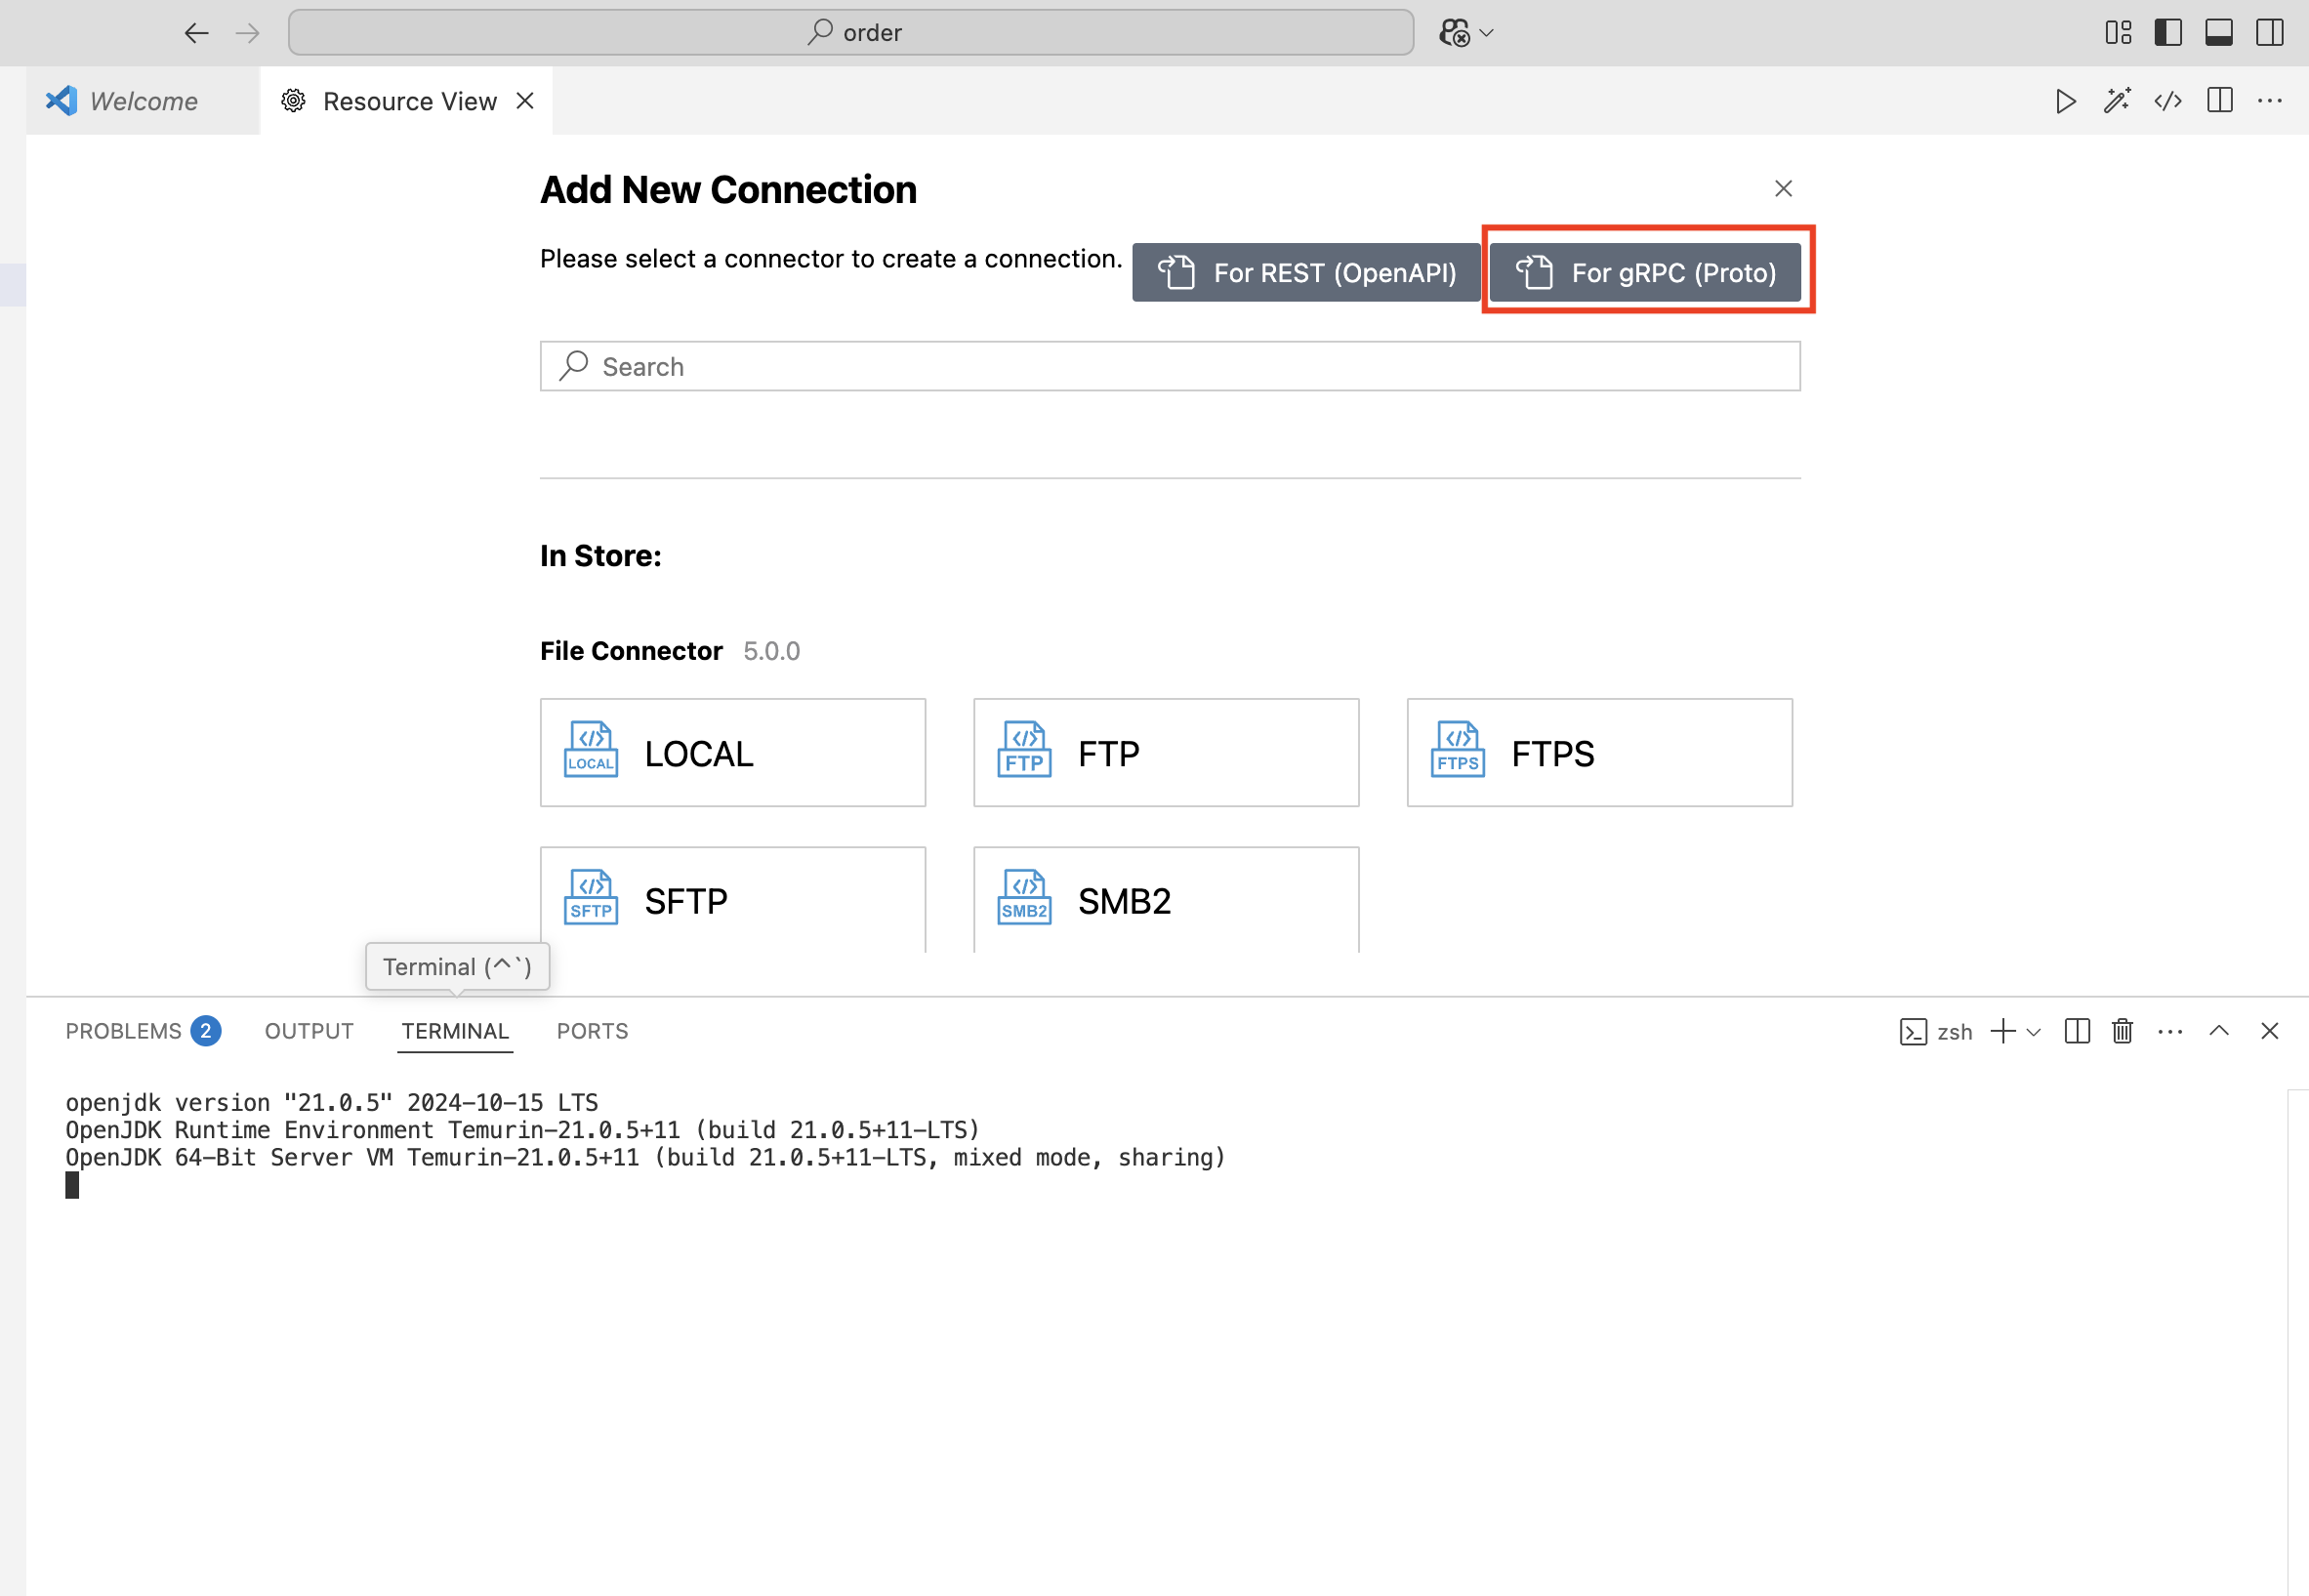 order
Welcome
Resource View
Add New Connection
Please select a connector to create a connection.
For REST (OpenAPI)
For gRPC (Proto)
Search
In Store:
File Connector 5.0.0
LOCAL LOCAL
FTP FTP
FTPS FTPS
SFTP SFTP
SMB2 SMB2
Terminal (^`)
PROBLEMS 2 OUTPUT TERMINAL PORTS
zsh
openjdk version "21.0.5" 2024-10-15 LTS
OpenJDK Runtime Environment Temurin-21.0.5+11 (build 21.0.5+11-LTS)
OpenJDK 64-Bit Server VM Temurin-21.0.5+11 (build 21.0.5+11-LTS, mixed mode, sharing)